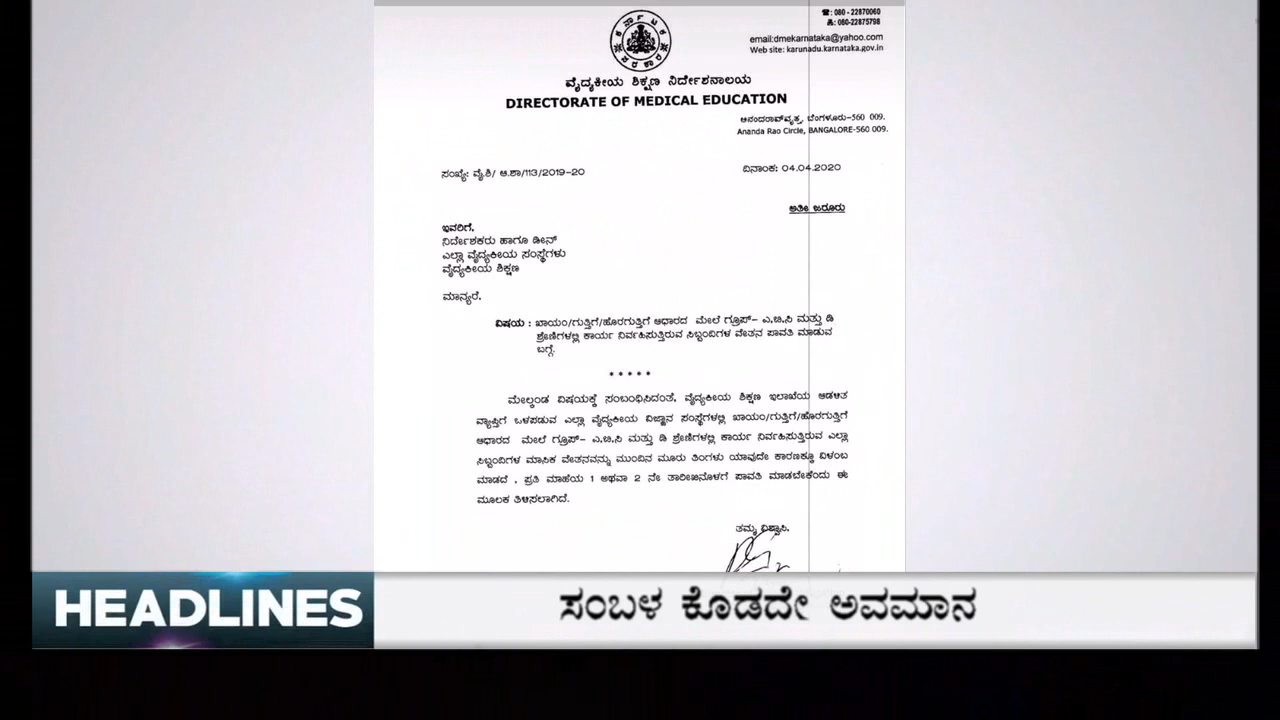 ☎: 080 - 22870060
080-22875798
email:dmekarnataka@yahoo.com
Web site: karunadu.karnataka.gov.in
ವೈದ್ಯಕೀಯ ಶಿಕ್ಷಣ ನಿರ್ದೇಶನಾಲಯ
DIRECTORATE OF MEDICAL EDUCATION
ಆನಂದರಾವ್‌ವೃತ್ತ, ಬೆಂಗಳೂರು-560 009.
Ananda Rao Circle, BANGALORE-560 009.
ಸಂಖ್ಯೆ: ವೈಶಿ/ ಆ.ಶಾ/113/2019-20
ದಿನಾಂಕ: 04.04.2020
ಅತೀ ಜರೂರು
ಇವರಿಗೆ,
ನಿರ್ದೇಶಕರು ಹಾಗೂ ಡೀನ್
ಎಲ್ಲಾ ವೈದ್ಯಕೀಯ ಸಂಸ್ಥೆಗಳು
ವೈದ್ಯಕೀಯ ಶಿಕ್ಷಣ
ಮಾನ್ಯರೆ,
ವಿಷಯ : ಖಾಯಂ/ಗುತ್ತಿಗೆ/ಹೊರಗುತ್ತಿಗೆ ಆಧಾರದ ಮೇಲೆ ಗ್ರೂಪ್- ಎ,ಬಿ,ಸಿ ಮತ್ತು ಡಿ
ಶ್ರೇಣಿಗಳಲ್ಲಿ ಕಾರ್ಯ ನಿರ್ವಹಿಸುತ್ತಿರುವ ಸಿಬ್ಬಂದಿಗಳ ವೇತನ ಪಾವತಿ ಮಾಡುವ
ಬಗ್ಗೆ.
*****
ಮೇಲ್ಕಂಡ ವಿಷಯಕ್ಕೆ ಸಂಬಂಧಿಸಿದಂತೆ, ವೈದ್ಯಕೀಯ ಶಿಕ್ಷಣ ಇಲಾಖೆಯ ಆಡಳಿತ
ವ್ಯಾಪ್ತಿಗೆ ಒಳಪಡುವ ಎಲ್ಲಾ ವೈದ್ಯಕೀಯ ವಿಜ್ಞಾನ ಸಂಸ್ಥೆಗಳಲ್ಲಿ ಖಾಯಂ/ಗುತ್ತಿಗೆ/ಹೊರಗುತ್ತಿಗೆ
ಆಧಾರದ ಮೇಲೆ ಗ್ರೂಪ್- ಎ,ಬಿ,ಸಿ ಮತ್ತು ಡಿ ಶ್ರೇಣಿಗಳಲ್ಲಿ ಕಾರ್ಯ ನಿರ್ವಹಿಸುತ್ತಿರುವ ಎಲ್ಲಾ
ಸಿಬ್ಬಂದಿಗಳ ಮಾಸಿಕ ವೇತನವನ್ನು ಮುಂದಿನ ಮೂರು ತಿಂಗಳು ಯಾವುದೇ ಕಾರಣಕ್ಕೂ ವಿಳಂಬ
ಮಾಡದೆ , ಪ್ರತಿ ಮಾಹೆಯ 1 ಅಥವಾ 2 ನೇ ತಾರೀಖಿನೊಳಗೆ ಪಾವತಿ ಮಾಡಬೇಕೆಂದು ಈ
ಮೂಲಕ ತಿಳಿಸಲಾಗಿದೆ.
ತಮ್ಮ ವಿಶ್ವಾಸಿ,
HEADLINES
ಸಂಬಳ ಕೊಡದೇ ಅವಮಾನ